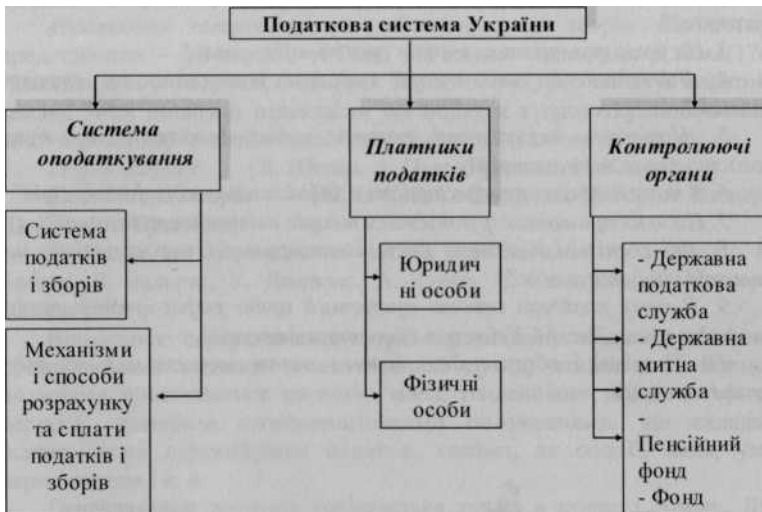 Податкова система України
Система
оподаткування
Платники
податків
Контролюючі
органи
Система
податків
і зборів
Механізми
і способи
розрахунку
та сплати
податків і
зборів
Юридич
ні особи
Фізичні
особи
- Державна
податкова
служба
- Державна
митна
служба
-
Пенсійний
фонд
- Фонд